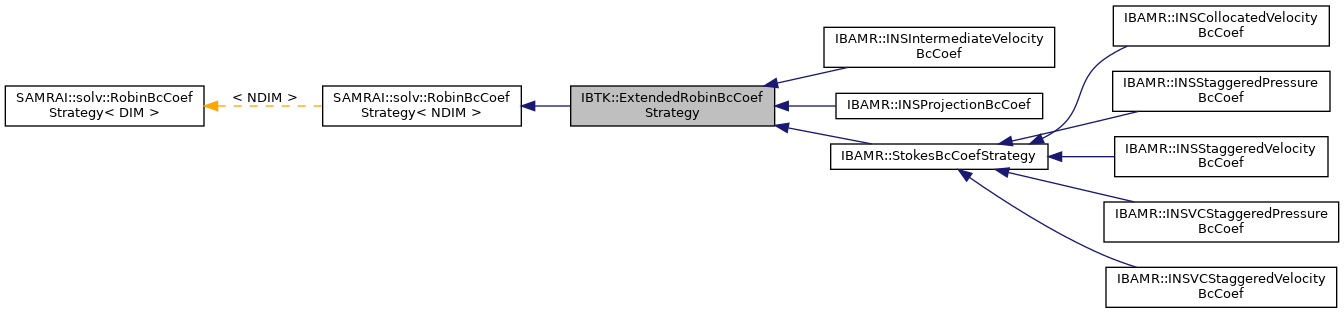 SAMRAI::solv::RobinBcCoef
Strategy< DIM >
< NDIM >
SAMRAI::solv::RobinBcCoef
Strategy< NDIM >
IBTK::ExtendedRobinBcCoef
Strategy
IBAMR::INSIntermediateVelocity
BcCoef
IBAMR::INSProjectionBcCoef
IBAMR::StokesBcCoefStrategy
IBAMR::INSCollocatedVelocity
BcCoef
IBAMR::INSStaggeredPressure
BcCoef
IBAMR::INSStaggeredVelocity
BcCoef
IBAMR::INSVCStaggeredPressure
BcCoef
IBAMR::INSVCStaggeredVelocity
BcCoef